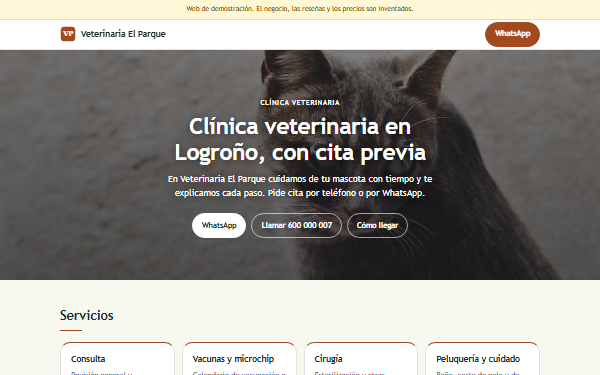 Web de demostración. El negocio, las reseñas y los precios son inventados.
VP Veterinaria El Parque
WhatsApp
CLÍNICA VETERINARIA
Clínica veterinaria en
Logroño, con cita previa
En Veterinaria El Parque cuidamos de tu mascota con tiempo y te
explicamos cada paso. Pide cita por teléfono o por WhatsApp.
WhatsApp
Llamar 600 000 007
Cómo llegar
Servicios
Consulta
Vacunas y microchip
Cirugía
Peluquería y cuidado